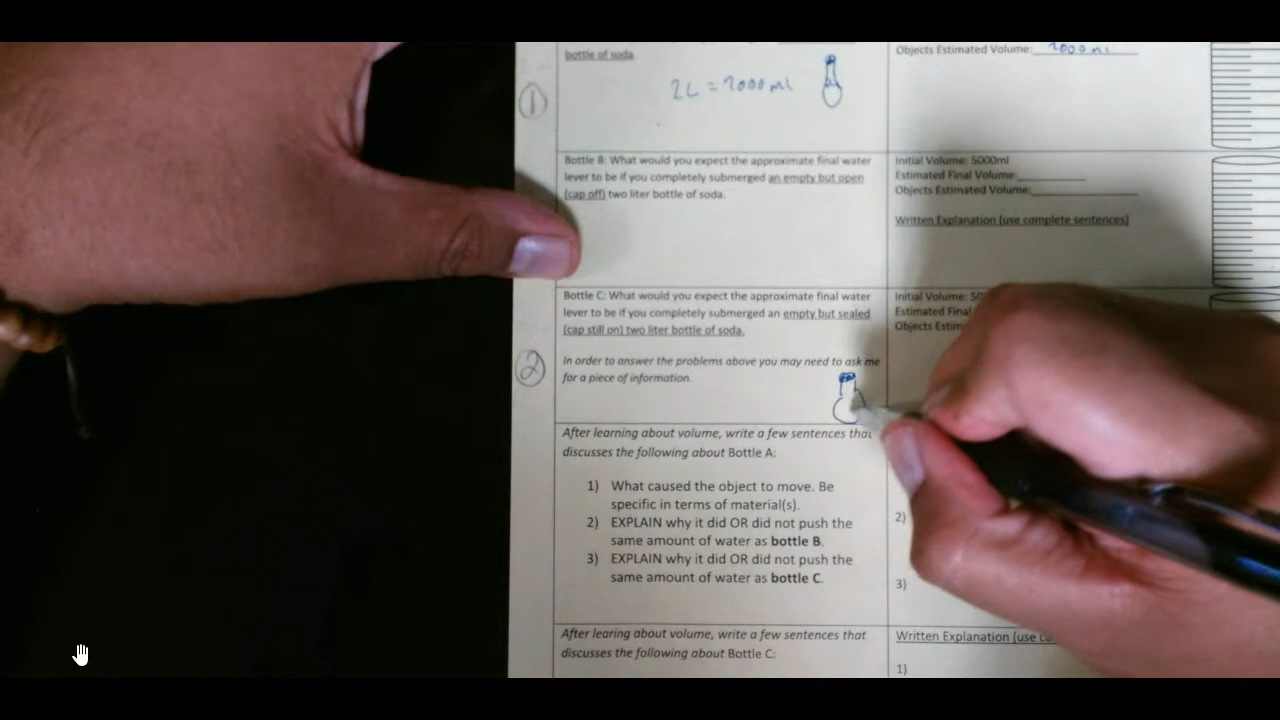 bottle of soda.
2L = 2000ml
①
Objects Estimated Volume: 2000 ml
Bottle B: What would you expect the approximate final water
lever to be if you completely submerged an empty but open
(cap off) two liter bottle of soda.
Initial Volume: 5000ml
Estimated Final Volume:
Objects Estimated Volume:
Written Explanation (use complete sentences)
Bottle C: What would you expect the approximate final water
lever to be if you completely submerged an empty but sealed
(cap still on) two liter bottle of soda.
②
In order to answer the problems above you may need to ask me
for a piece of information.
Initial Volume:
Estimated Final
Objects
After learning about volume, write a few sentences that
discusses the following about Bottle A:
1) What caused the object to move. Be
specific in terms of material(s).
2) EXPLAIN why it did OR did not push the
same amount of water as bottle B.
3) EXPLAIN why it did OR did not push the
same amount of water as bottle C.
2)
3)
After learing about volume, write a few sentences that
discusses the following about Bottle C:
Written Explanation (use
1)